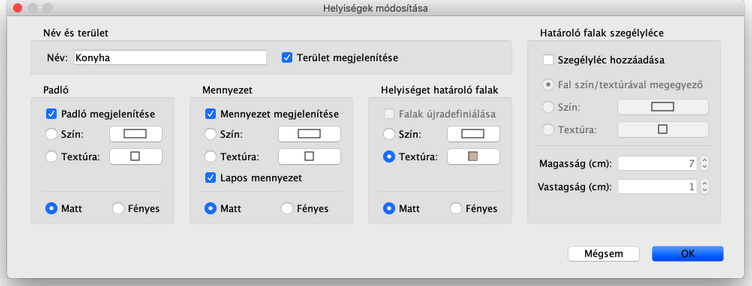 Helyiségek módosítása
Név és terület
Név: Konyha
Terület megjelenítése
Padló
Padló megjelenítése
Szín:
Textúra:
Matt Fényes
Mennyezet
Mennyezet megjelenítése
Szín:
Textúra:
Lapos mennyezet
Matt Fényes
Helyiséget határoló falak
Falak újradefiniálása
Szín:
Textúra:
Matt Fényes
Határoló falak szegélyléce
Szegélyléc hozzáadása
Fal szín/textúrával megegyező
Szín:
Textúra:
Magasság (cm): 7
Vastagság (cm): 1
Mégsem OK